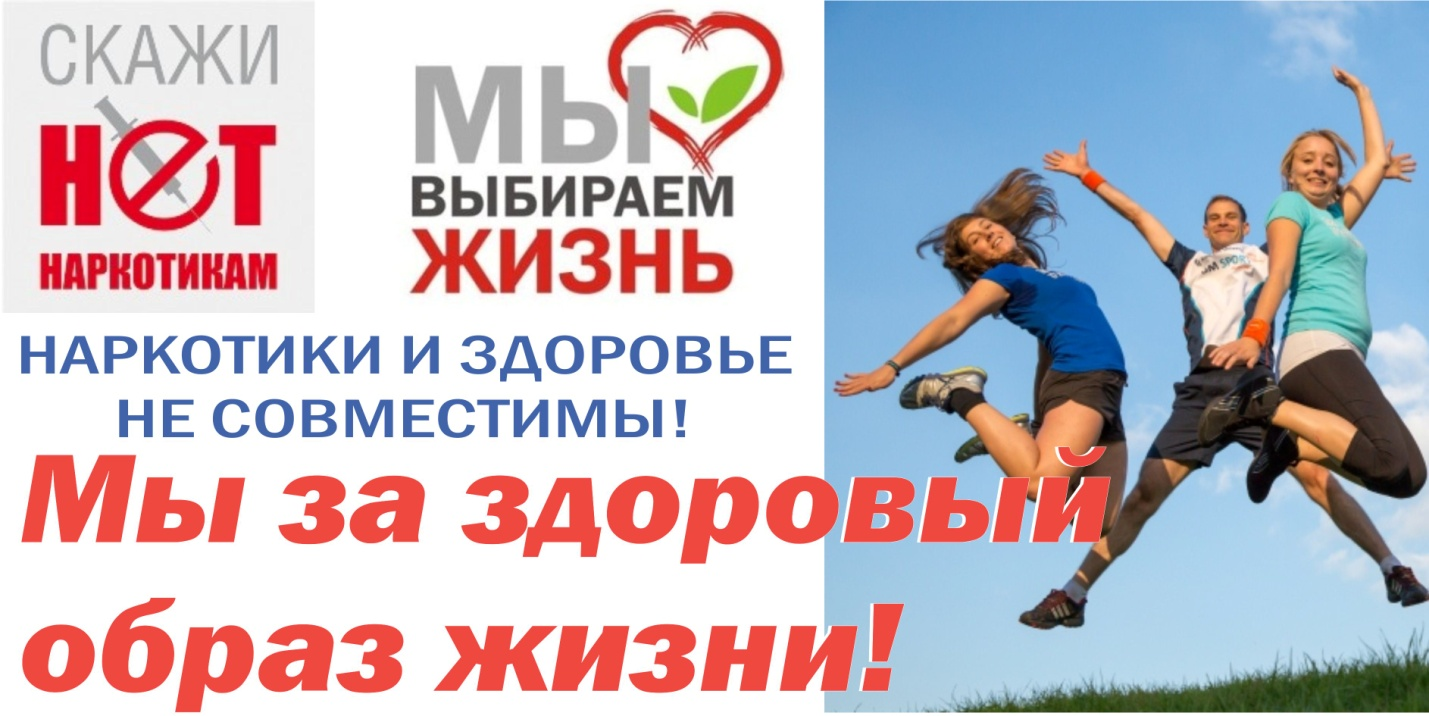 СКАЖИ
НЕТ
НАРКОТИКАМ
МЫ
ВЫБИРАЕМ
ЖИЗНЬ
НАРКОТИКИ И ЗДОРОВЬЕ
НЕ СОВМЕСТИМЫ!
Мы за здоровый
образ жизни!